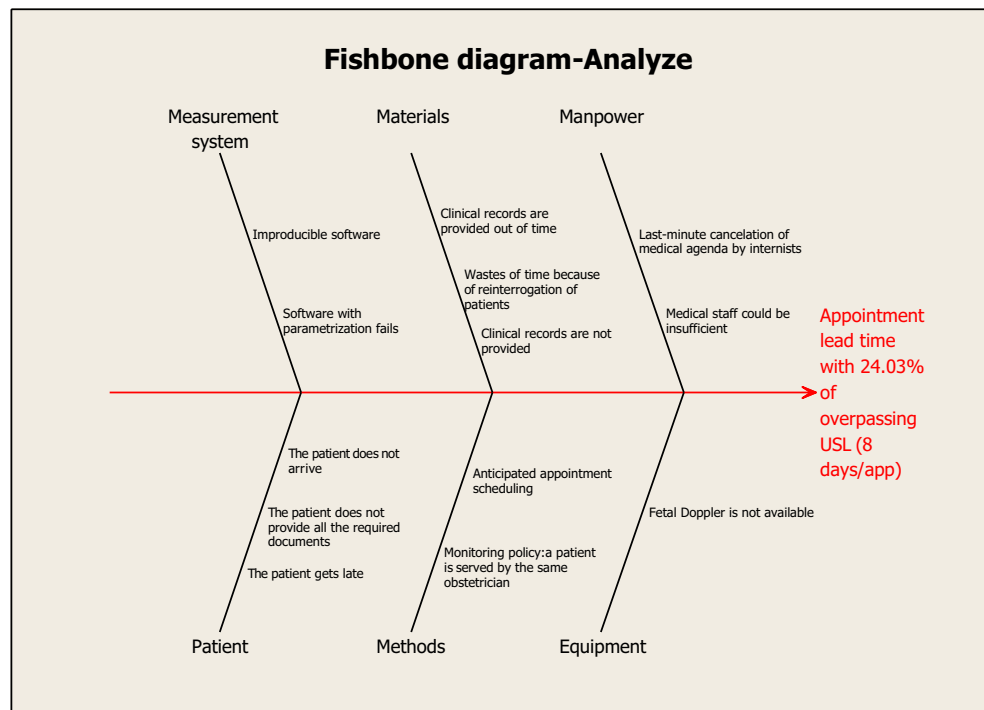 Fishbone diagram-Analyze
Measurement
system
Materials
Manpower
Improducible software
Software with
parametrization fails
Clinical records are
provided out of time
Wastes of time because
of reinterrogation of
patients
Clinical records are not
provided
Last-minute cancelation of
medical agenda by internists
Medical staff could be
insufficient
Appointment
lead time
with 24.03%
of
overpassing
USL (8
days/app)
The patient does not
arrive
The patient does not
provide all the required
documents
The patient gets late
Anticipated appointment
scheduling
Monitoring policy:a patient
is served by the same
obstetrician
Fetal Doppler is not available
Patient
Methods
Equipment